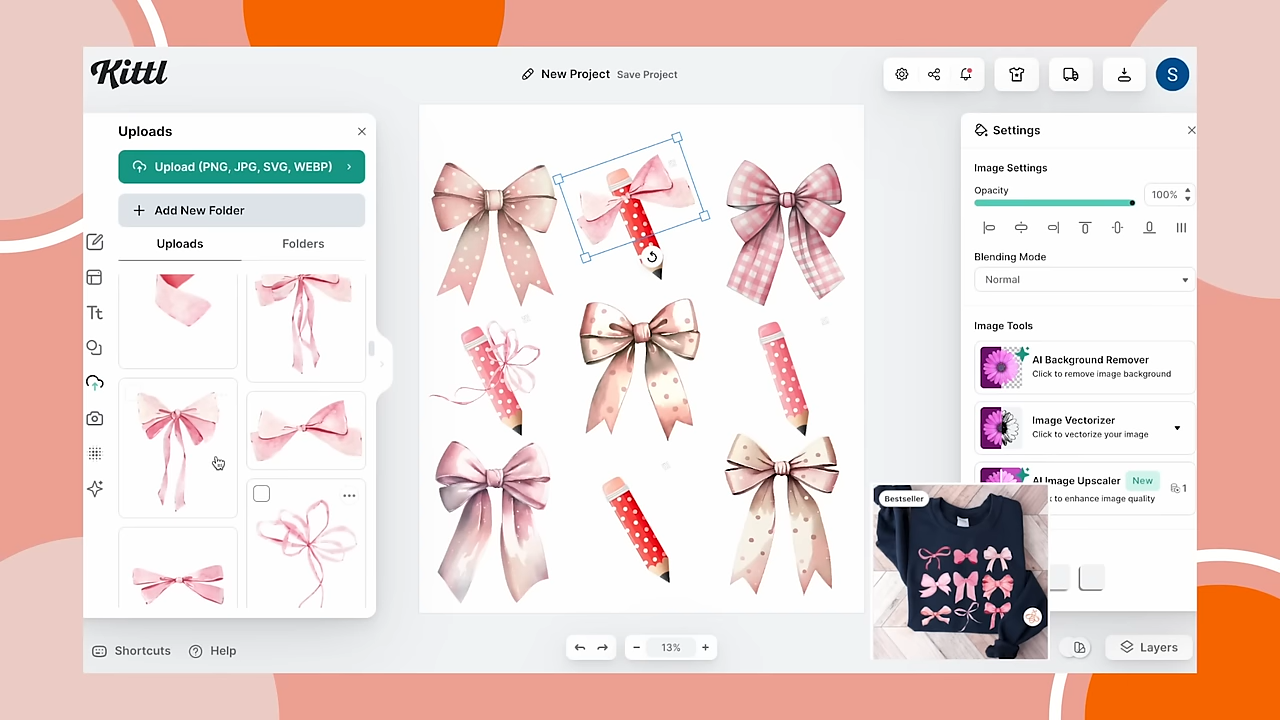 Kittl
New Project Save Project
S
Uploads
Upload (PNG, JPG, SVG, WEBP)
Add New Folder
Uploads Folders
Tt
Shortcuts
Help
13%
Settings
Image Settings
Opacity
100%
Blending Mode
Normal
Image Tools
AI Background Remover
Click to remove image background
Image Vectorizer
Click to vectorize your image
AI Image Upscaler New 1
to enhance image quality
Bestseller
Layers